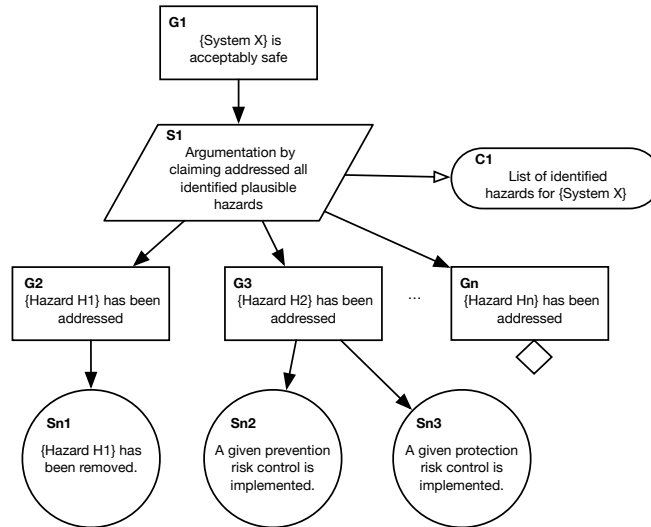 G1
{System X} is
acceptably safe
S1
Argumentation by
claiming addressed all
identified plausible
hazards
C1
List of identified
hazards for {System X}
G2
{Hazard H1} has been
addressed
G3
{Hazard H2} has been
addressed
...
Gn
{Hazard Hn} has been
addressed
Sn1
{Hazard H1} has
been removed.
Sn2
A given prevention
risk control is
implemented.
Sn3
A given protection
risk control is
implemented.